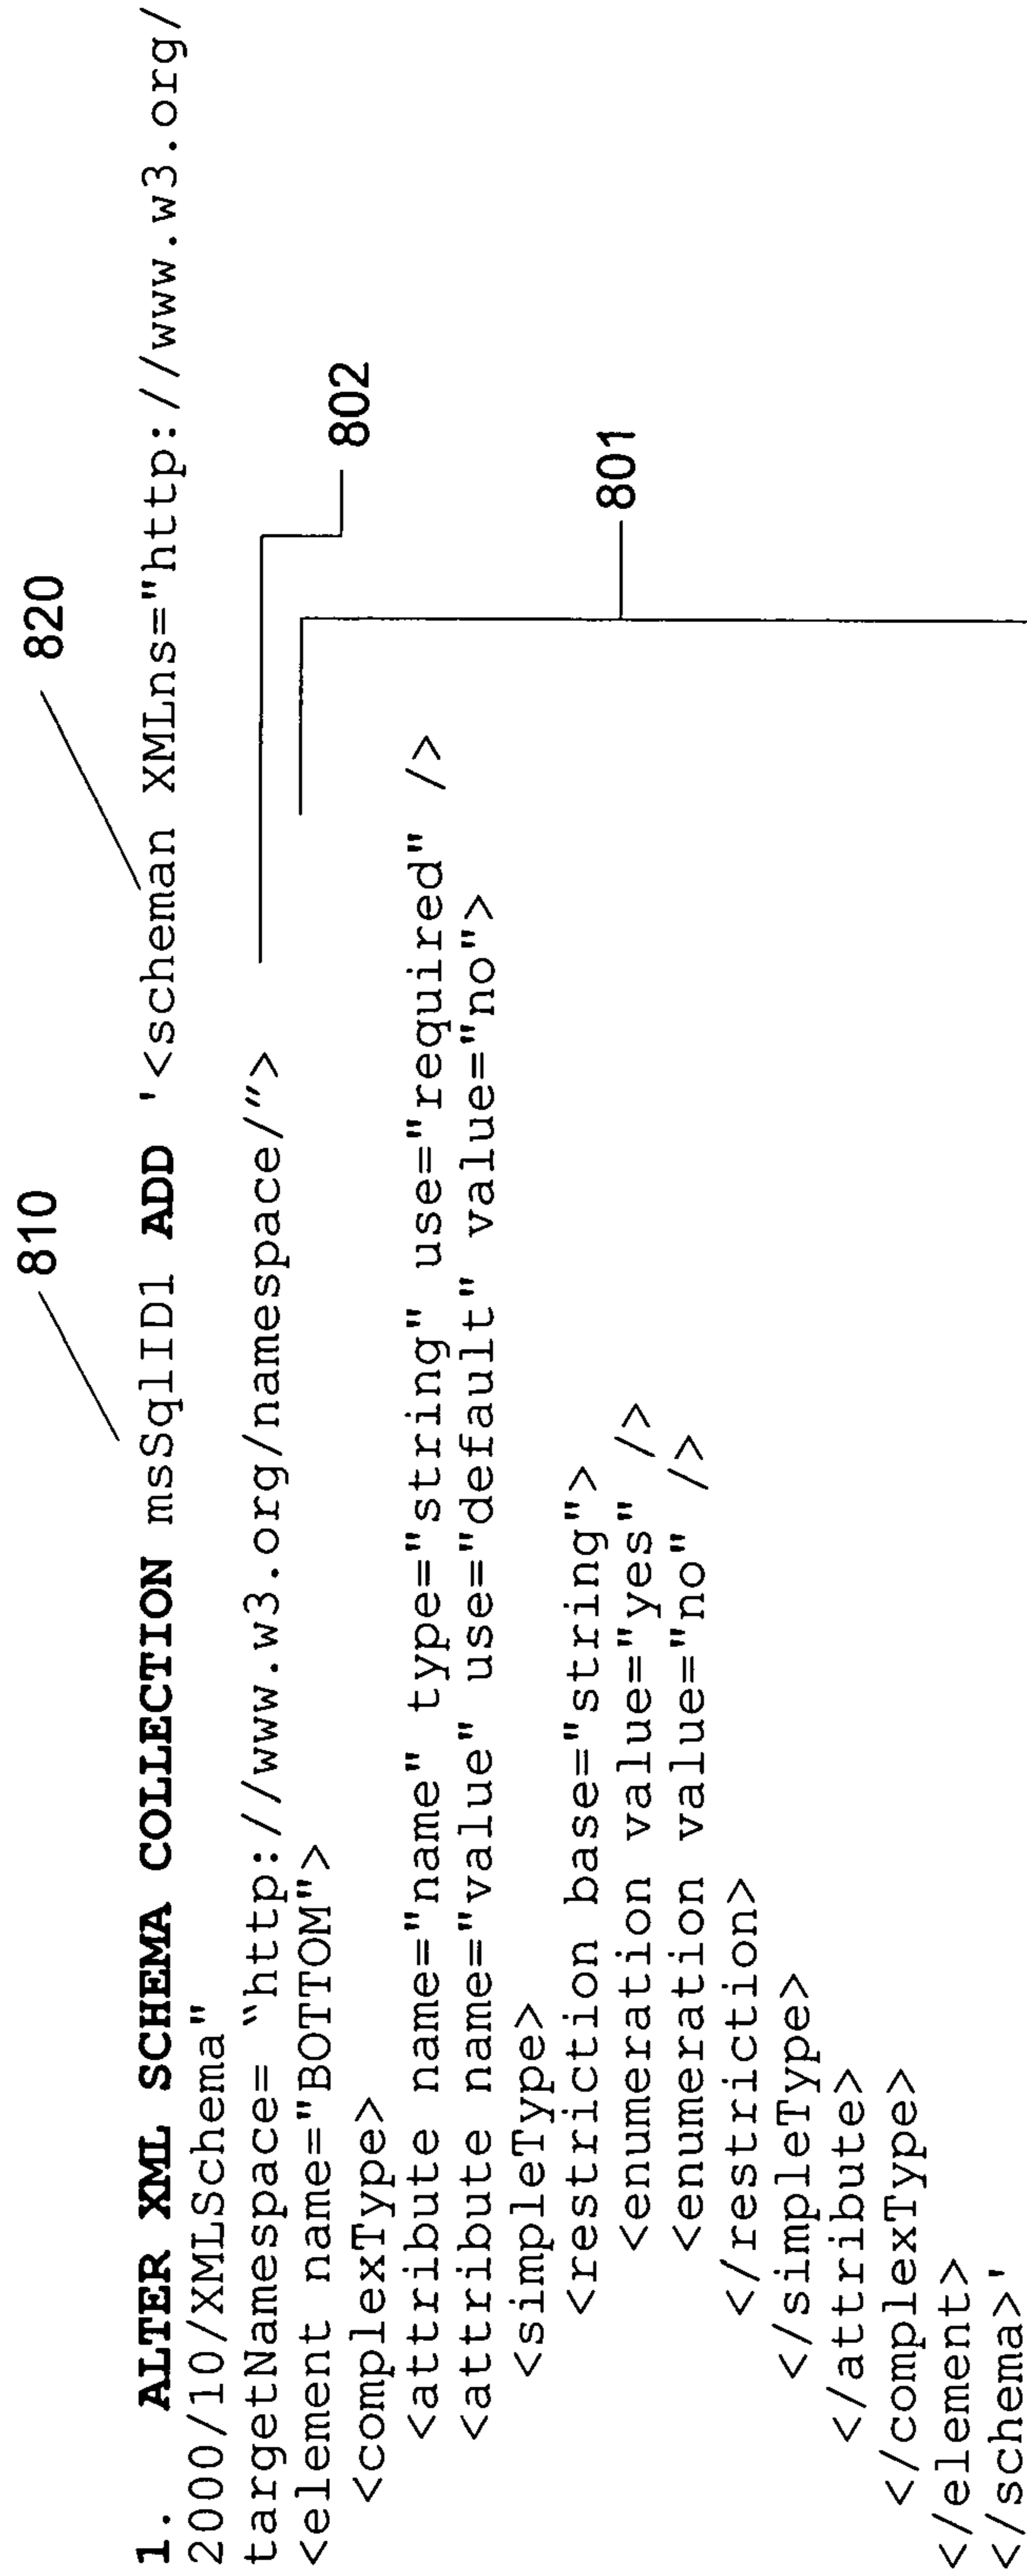 810
820
1. ALTER XML SCHEMA COLLECTION msSqlID1 ADD '<scheman XMLns="http://www.w3.org/
2000/10/XMLSchema"
targetNamespace= “http://www.w3.org/namespace/”>
802
<element name="BOTTOM">
<complexType>
<attribute name="name" type="string" use="required" />
<attribute name="value" use="default" value="no">
<simpleType>
801
<restriction base="string">
<enumeration value="yes" />
<enumeration value="no" />
</restriction>
</simpleType>
</attribute>
</complexType>
</element>
</schema>'